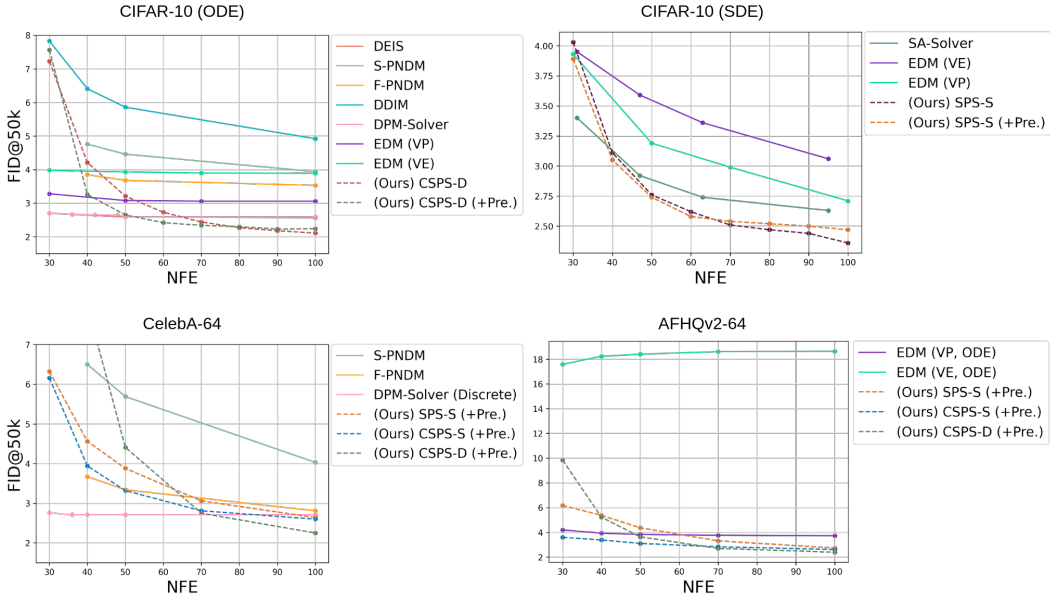 CIFAR-10 (ODE)
FID@50k
8
7
6
5
4
3
2
30
40
50
60
70
80
90
100
NFE
DEIS
S-PNDM
F-PNDM
DDIM
DPM-Solver
EDM (VP)
EDM (VE)
(Ours) CSPS-D
(Ours) CSPS-D (+Pre.)
CIFAR-10 (SDE)
4.00
3.75
3.50
3.25
3.00
2.75
2.50
30
40
50
60
70
80
90
100
NFE
SA-Solver
EDM (VE)
EDM (VP)
(Ours) SPS-S
(Ours) SPS-S (+Pre.)
CelebA-64
FID@50k
7
6
5
4
3
2
30
40
50
60
70
80
90
100
NFE
S-PNDM
F-PNDM
DPM-Solver (Discrete)
(Ours) SPS-S (+Pre.)
(Ours) CSPS-S (+Pre.)
(Ours) CSPS-D (+Pre.)
AFHQv2-64
18
16
14
12
10
8
6
4
2
30
40
50
60
70
80
90
100
NFE
EDM (VP, ODE)
EDM (VE, ODE)
(Ours) SPS-S (+Pre.)
(Ours) CSPS-S (+Pre.)
(Ours) CSPS-D (+Pre.)